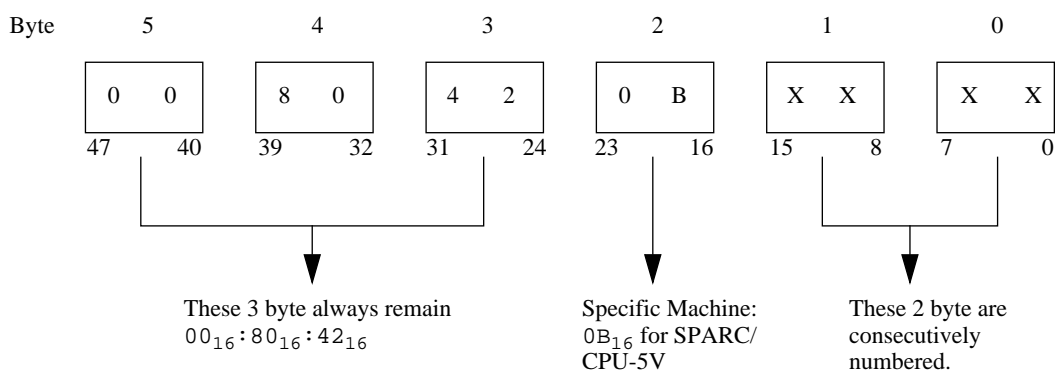 Byte 5 4 3 2 1 0
0 0 8 0 4 2 0 B X X X X
47 40 39 32 31 24 23 16 15 8 7 0
These 3 byte always remain
00₁₆:80₁₆:42₁₆
Specific Machine:
0B₁₆ for SPARC/
CPU-5V
These 2 byte are
consecutively
numbered.